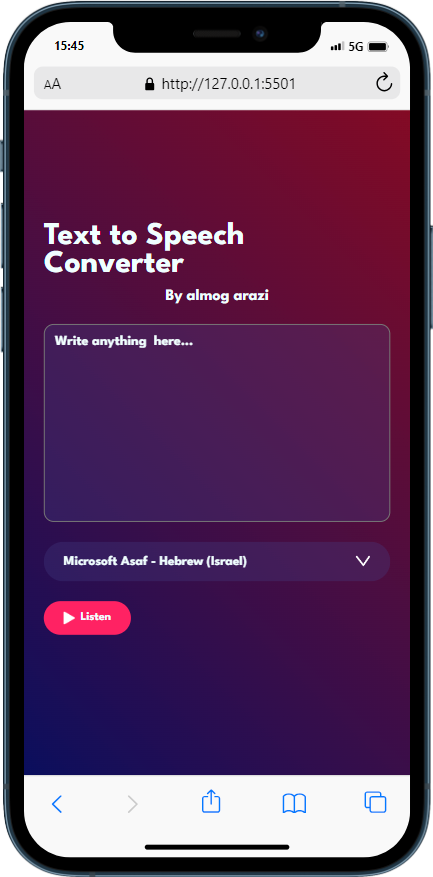 15:45
5G
AA
http://127.0.0.1:5501
Text to Speech
Converter
By almog arazi
Write anything  here...
Microsoft Asaf - Hebrew (Israel)
Listen